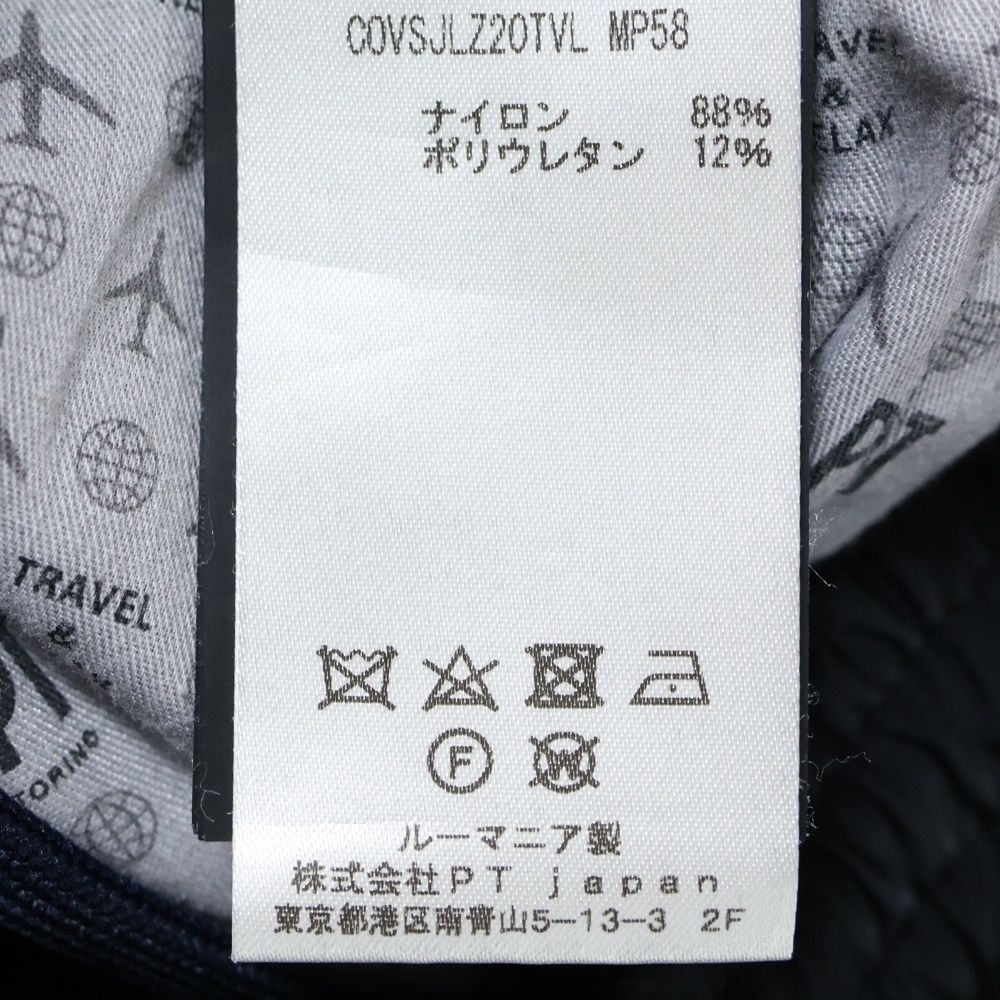 COVSJLZ20TVL MP58
ナイロン 88%
ポリウレタン 12%
F
W
ルーマニア製
株式会社PT japan
東京都港区南青山5-13-3 2F
TRAVEL
&
TRAVEL
&